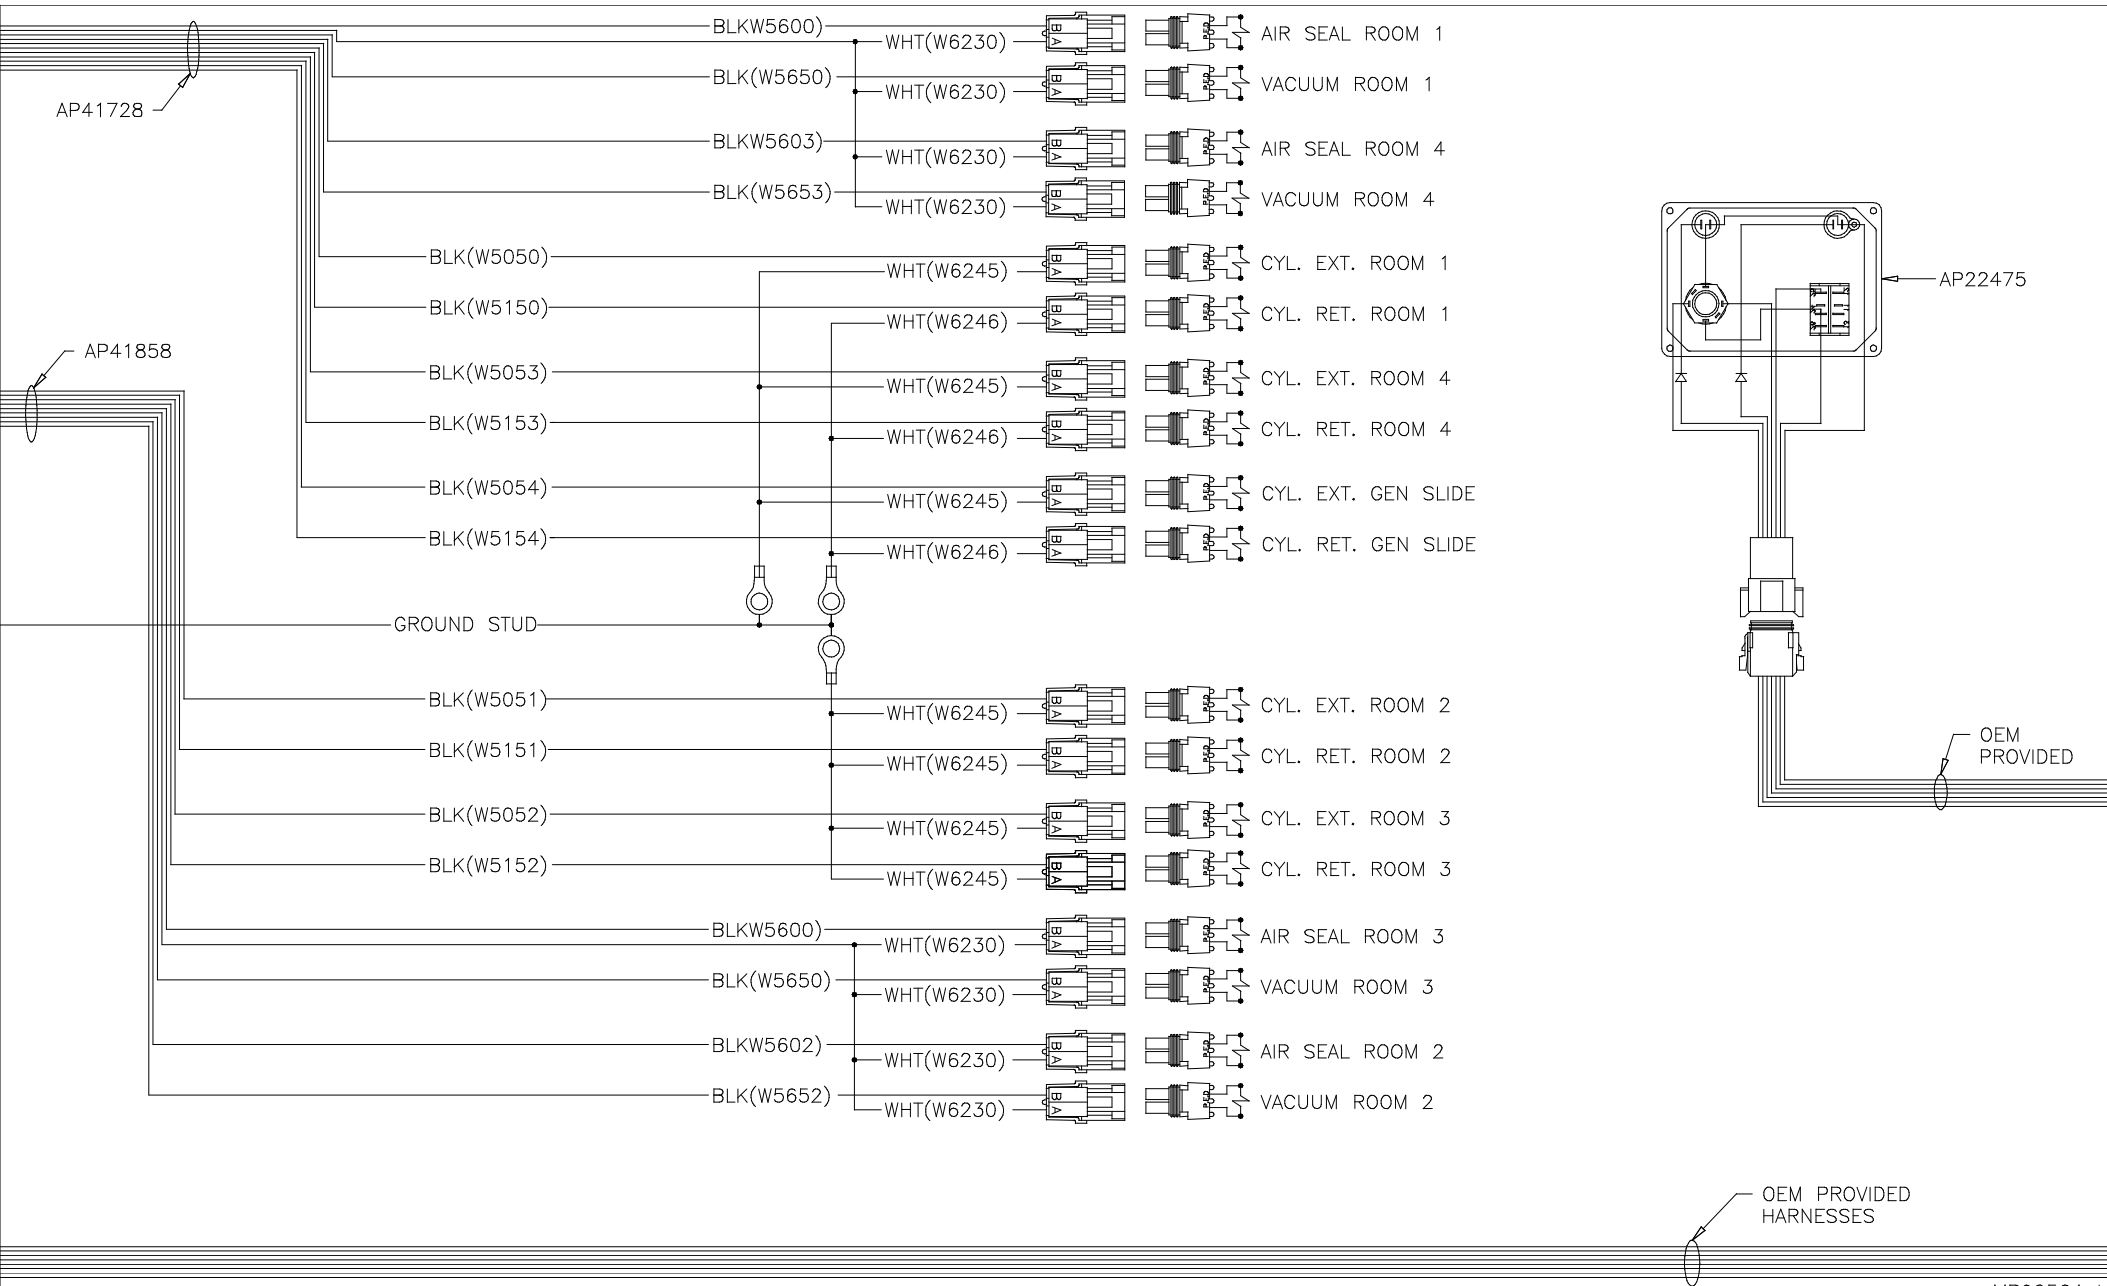 BLKW5600)
WHT(W6230)
AIR SEAL ROOM 1
BLK(W5650)
WHT(W6230)
VACUUM ROOM 1
AP41728
BLKW5603)
WHT(W6230)
AIR SEAL ROOM 4
BLK(W5653)
WHT(W6230)
VACUUM ROOM 4
BLK(W5050)
WHT(W6245)
CYL. EXT. ROOM 1
AP22475
BLK(W5150)
WHT(W6246)
CYL. RET. ROOM 1
AP41858
BLK(W5053)
WHT(W6245)
CYL. EXT. ROOM 4
BLK(W5153)
WHT(W6246)
CYL. RET. ROOM 4
BLK(W5054)
WHT(W6245)
CYL. EXT. GEN SLIDE
BLK(W5154)
WHT(W6246)
CYL. RET. GEN SLIDE
GROUND STUD
BLK(W5051)
WHT(W6245)
CYL. EXT. ROOM 2
OEM
PROVIDED
BLK(W5151)
WHT(W6245)
CYL. RET. ROOM 2
BLK(W5052)
WHT(W6245)
CYL. EXT. ROOM 3
BLK(W5152)
WHT(W6245)
CYL. RET. ROOM 3
BLKW5600)
WHT(W6230)
AIR SEAL ROOM 3
BLK(W5650)
WHT(W6230)
VACUUM ROOM 3
BLKW5602)
WHT(W6230)
AIR SEAL ROOM 2
BLK(W5652)
WHT(W6230)
VACUUM ROOM 2
OEM PROVIDED
HARNESSES